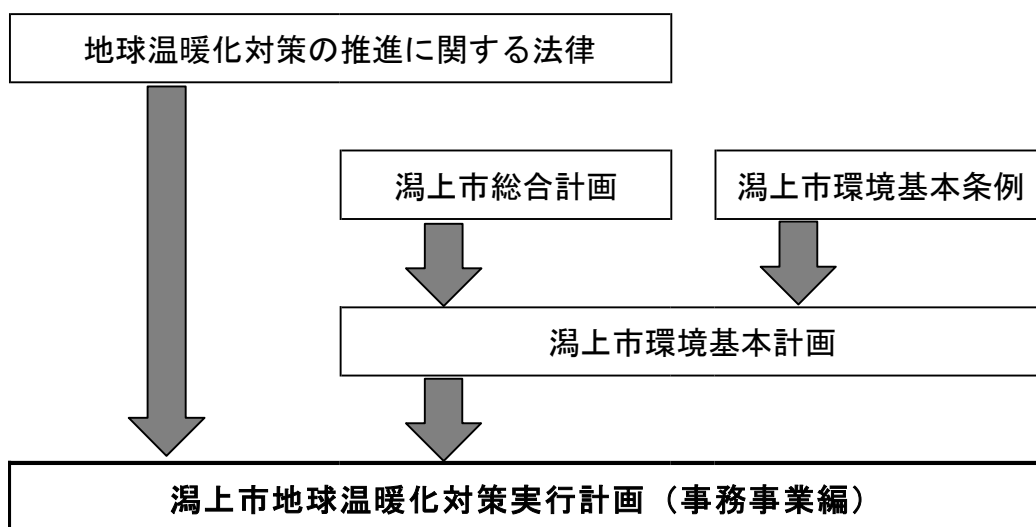 地球温暖化対策の推進に関する法律
潟上市総合計画
潟上市環境基本条例
潟上市環境基本計画
潟上市地球温暖化対策実行計画（事務事業編）